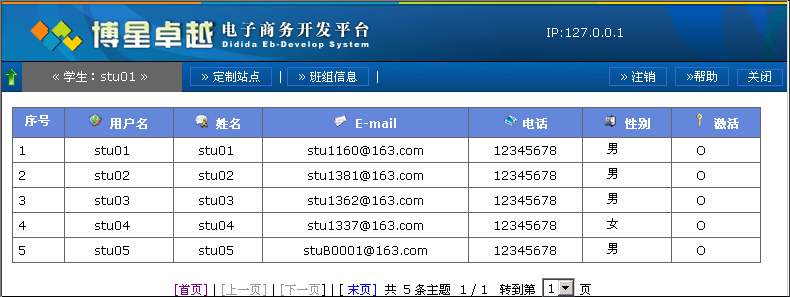 博星卓越 电子商务开发平台
Didida Eb-Develop System
IP:127.0.0.1
« 学生：stu01 » » 定制站点 | » 班组信息 | » 注销 »帮助 关闭
序号 用户名 姓名 E-mail 电话 性别 激活
1 stu01 stu01 stu1160@163.com 12345678 男 O
2 stu02 stu02 stu1381@163.com 12345678 男 O
3 stu03 stu03 stu1362@163.com 12345678 男 O
4 stu04 stu04 stu1337@163.com 12345678 女 O
5 stu05 stu05 stuB0001@163.com 12345678 男 O
[首页] | [上一页] | [下一页] | [ 末页] 共 5 条主题 1 / 1 转到第 1 页